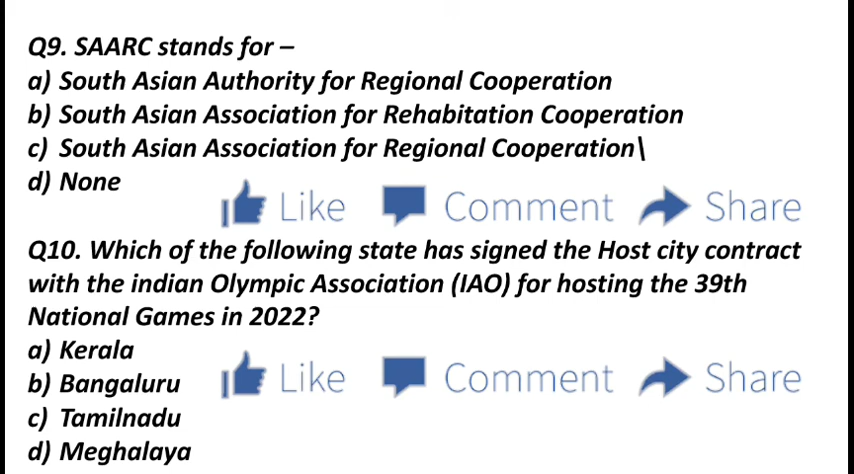 Q9. SAARC stands for –
a) South Asian Authority for Regional Cooperation
b) South Asian Association for Rehabitation Cooperation
c) South Asian Association for Regional Cooperation\
d) None
Like Comment Share
Q10. Which of the following state has signed the Host city contract
with the indian Olympic Association (IAO) for hosting the 39th
National Games in 2022?
a) Kerala
b) Bangaluru
Like Comment Share
c) Tamilnadu
d) Meghalaya